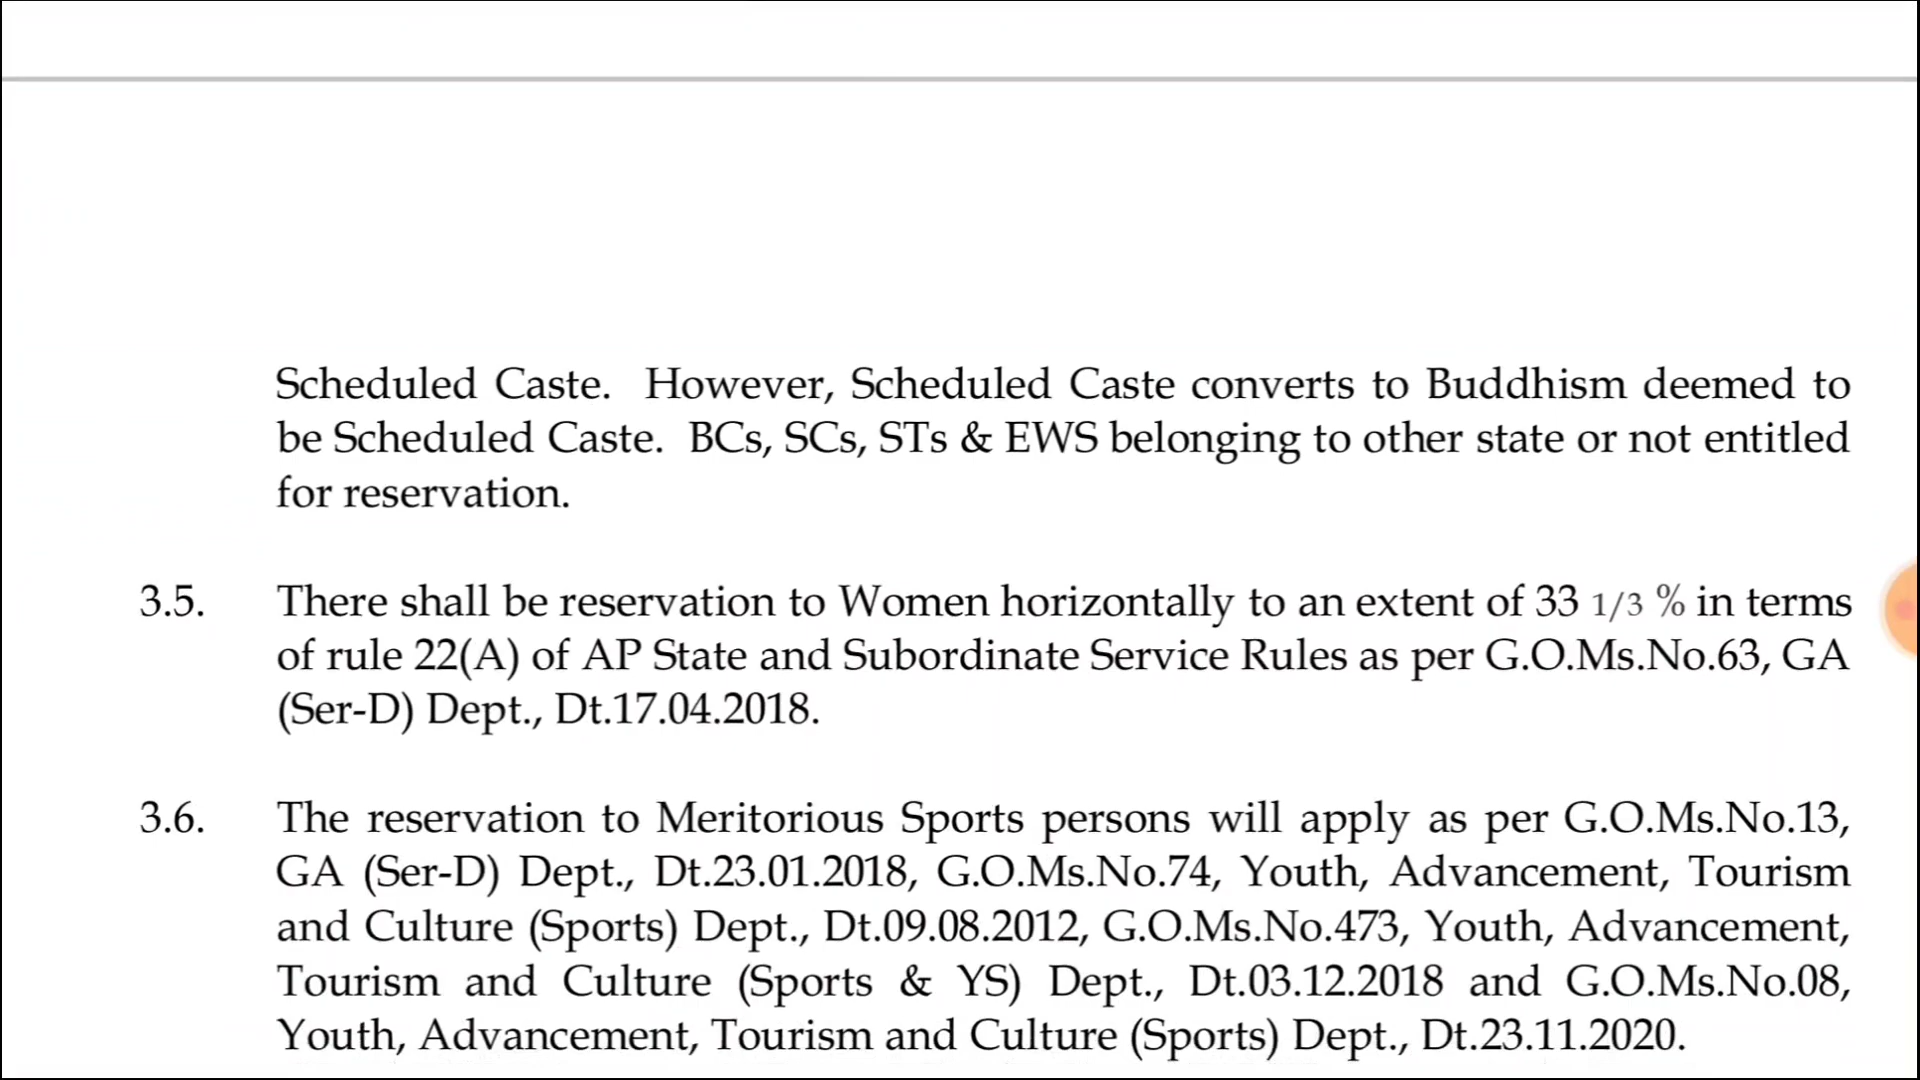 Scheduled Caste. However, Scheduled Caste converts to Buddhism deemed to
be Scheduled Caste. BCs, SCs, STs & EWS belonging to other state or not entitled
for reservation.
3.5. There shall be reservation to Women horizontally to an extent of 33 1/3 % in terms
of rule 22(A) of AP State and Subordinate Service Rules as per G.O.Ms.No.63, GA
(Ser-D) Dept., Dt.17.04.2018.
3.6. The reservation to Meritorious Sports persons will apply as per G.O.Ms.No.13,
GA (Ser-D) Dept., Dt.23.01.2018, G.O.Ms.No.74, Youth, Advancement, Tourism
and Culture (Sports) Dept., Dt.09.08.2012, G.O.Ms.No.473, Youth, Advancement,
Tourism and Culture (Sports & YS) Dept., Dt.03.12.2018 and G.O.Ms.No.08,
Youth, Advancement, Tourism and Culture (Sports) Dept., Dt.23.11.2020.